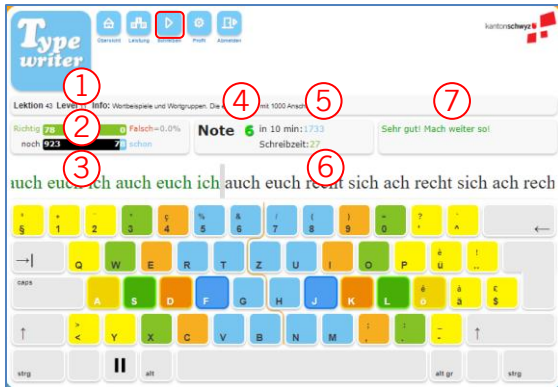 Type writer
Übersicht Leistung Schreiben Profil Abmelden
kantonschwyz
1 4 5 7
Lektion 43 Level Info: Wortbeispiele und Wortgruppen. Die mit 1000 Ansch
Richtig 78 2 0 Falsch=0.0%
Note 6 in 10 min:1733
Sehr gut! Mach weiter so!
noch 923 78 schon
Schreibzeit:27
3 6
auch euch ich auch euch ich auch euch recht sich ach recht sich ach rech
§ 1 2 3 4 5 6 7 8 9 0 ' ^
Q W E R T Z U I O P ü ¨
caps A S D F G H J K L ö ä $
< Y X C V B N M , . -
strg alt alt gr strg